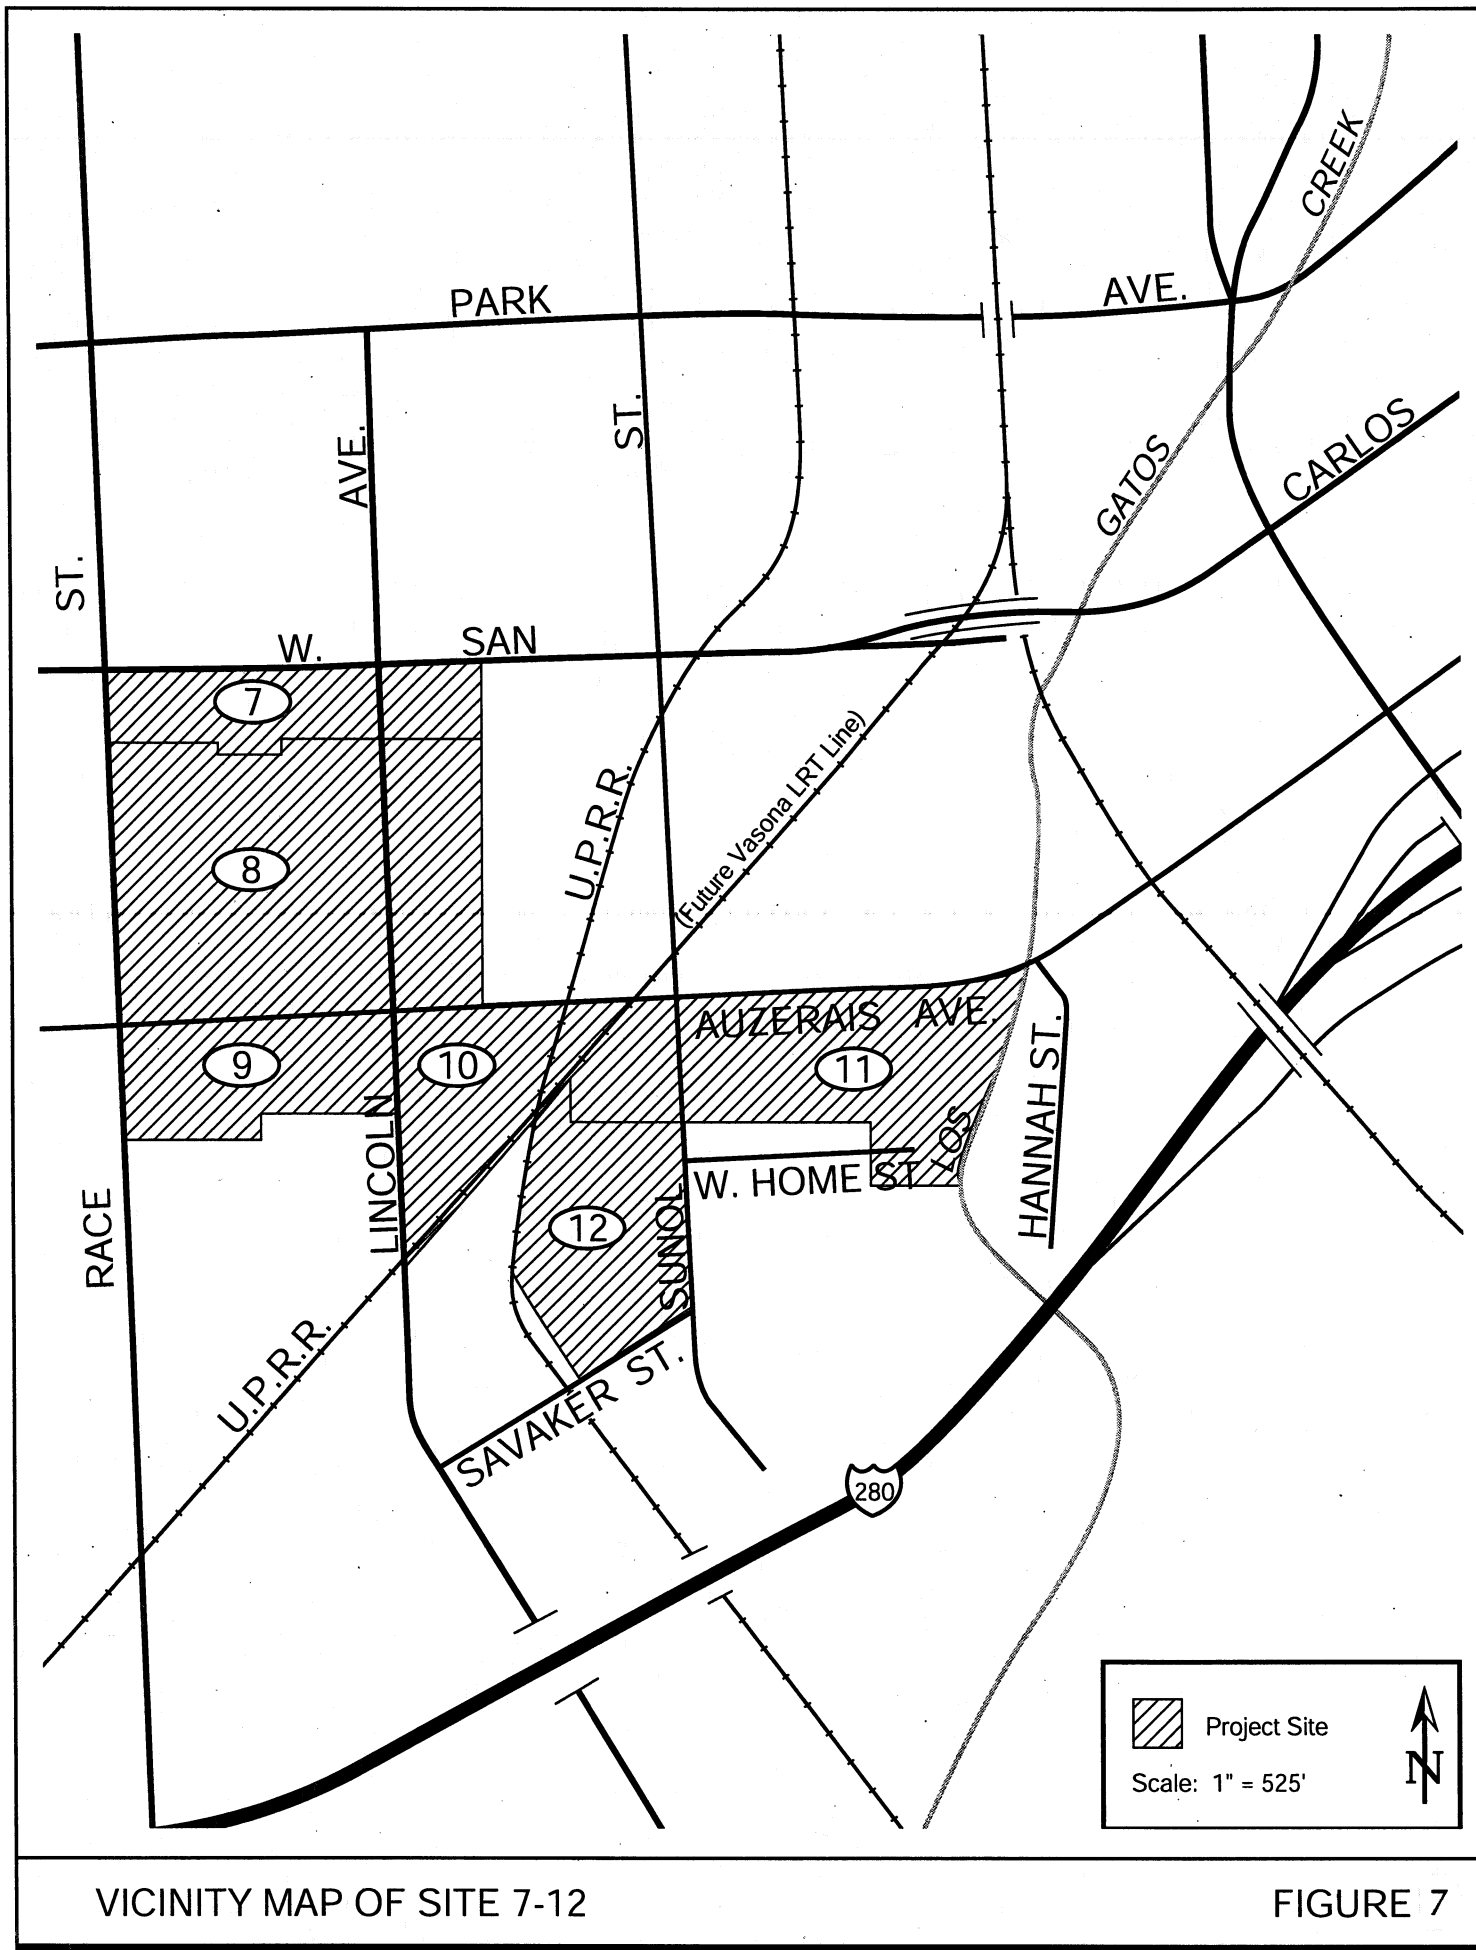 CREEK
PARK
AVE.
ST.
AVE.
CARLOS
GATOS
ST.
W.
SAN
7
U.P.R.R.
(Future Vasona LRT Line)
8
AUZERAIS AVE.
9
10
11
HANNAH ST.
LOS
LINCOLN
W. HOME ST
RACE
12
SUNOL
U.P.R.R.
SAVAKER ST.
280
Project Site
Scale: 1" = 525'
N
VICINITY MAP OF SITE 7-12
FIGURE 7